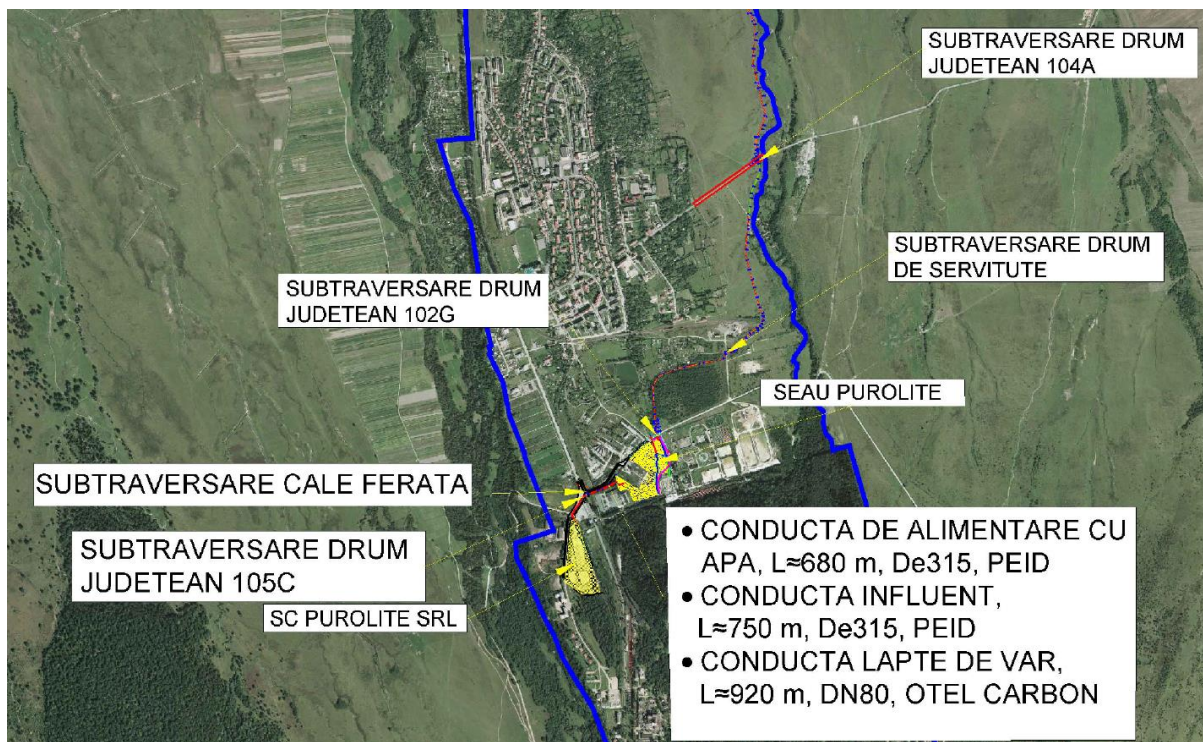 SUBTRAVERSARE DRUM
JUDETEAN 104A
SUBTRAVERSARE DRUM
DE SERVITUTE
SUBTRAVERSARE DRUM
JUDETEAN 102G
SEAU PUROLITE
SUBTRAVERSARE CALE FERATA
SUBTRAVERSARE DRUM
JUDETEAN 105C
SC PUROLITE SRL
• CONDUCTA DE ALIMENTARE CU
APA, L≈680 m, De315, PEID
• CONDUCTA INFLUENT,
L≈750 m, De315, PEID
• CONDUCTA LAPTE DE VAR,
L≈920 m, DN80, OTEL CARBON